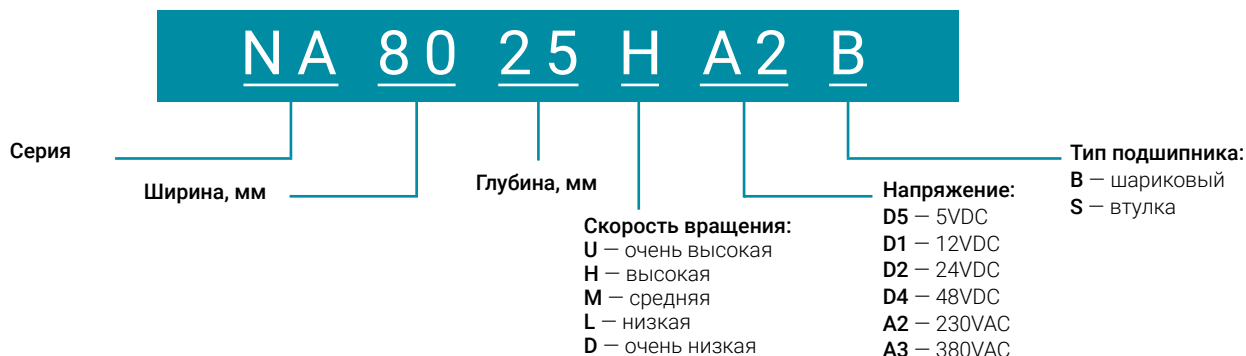 NA 80 25 H A2 B
Серия
Ширина, мм
Глубина, мм
Скорость вращения:
U — очень высокая
H — высокая
M — средняя
L — низкая
D — очень низкая
Напряжение:
D5 — 5VDC
D1 — 12VDC
D2 — 24VDC
D4 — 48VDC
A2 — 230VAC
A3 — 380VAC
Тип подшипника:
B — шариковый
S — втулка